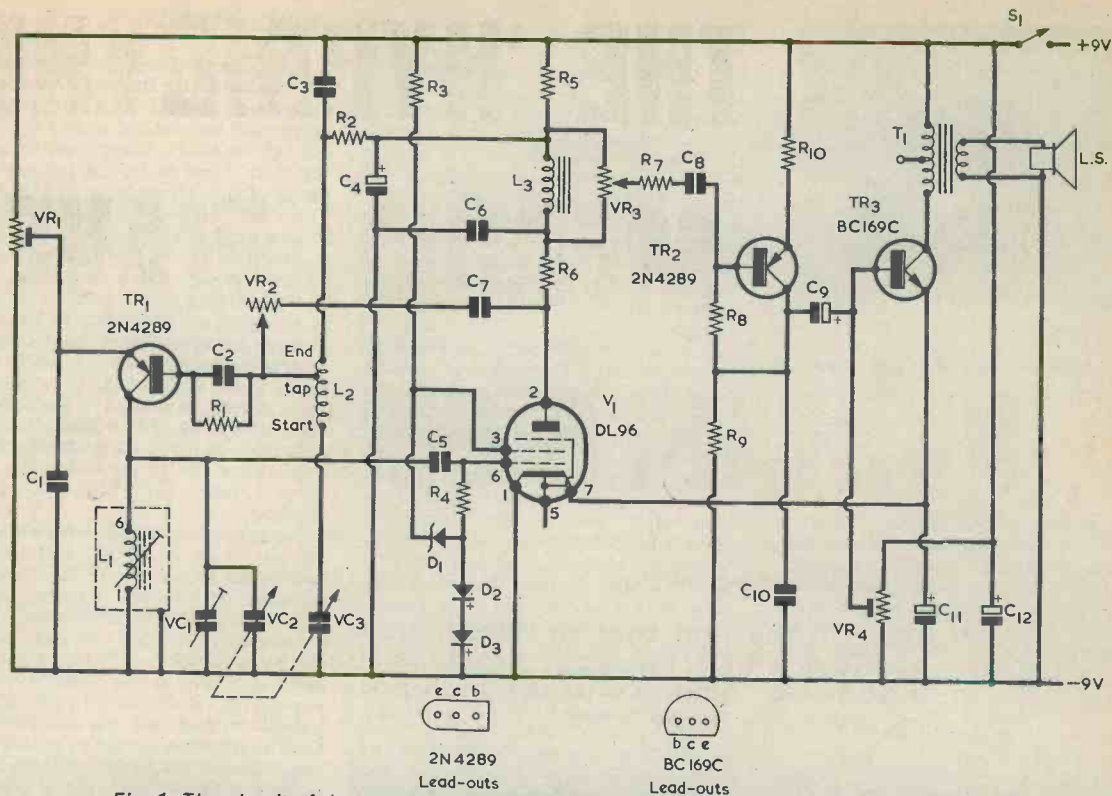 S1
+9V
C3
R3
R5
R2
R10
T1
L.S.
C4
L3
R7
C8
VR3
VR1
TR3
BC169C
C6
TR2
2N4289
VR2
C7
R6
C9
TR1
2N4289
R8
C2
End
tap
L2
R1
Start
2
V1
DL96
3
6
1
7
5
C5
R4
R9
C1
6
L1
1
D1
D2
D3
VC1
VC2
VC3
C10
VR4
C11
C12
-9V
e c b
2N4289
Lead-outs
b c e
BC169C
Lead-outs